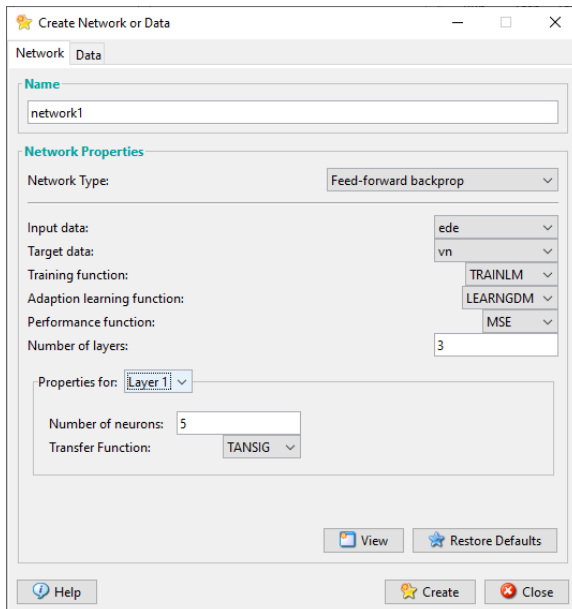 Create Network or Data
Network Data
Name
network1
Network Properties
Network Type: Feed-forward backprop
Input data: ede
Target data: vn
Training function: TRAINLM
Adaption learning function: LEARNGDM
Performance function: MSE
Number of layers: 3
Properties for: Layer 1
Number of neurons: 5
Transfer Function: TANSIG
View Restore Defaults
Help Create Close